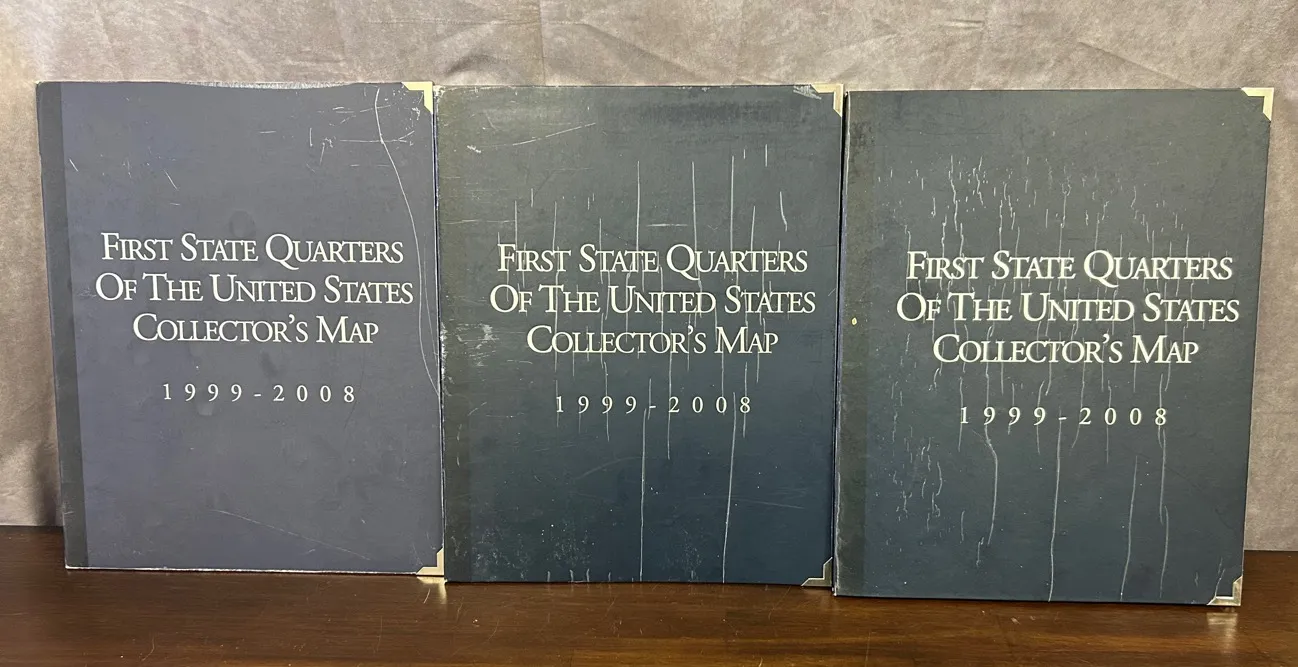 First State Quarters
Of The United States
Collector's Map
1999-2008
First State Quarters
Of The United States
Collector's Map
1999-2008
First State Quarters
Of The United States
Collector's Map
1999-2008